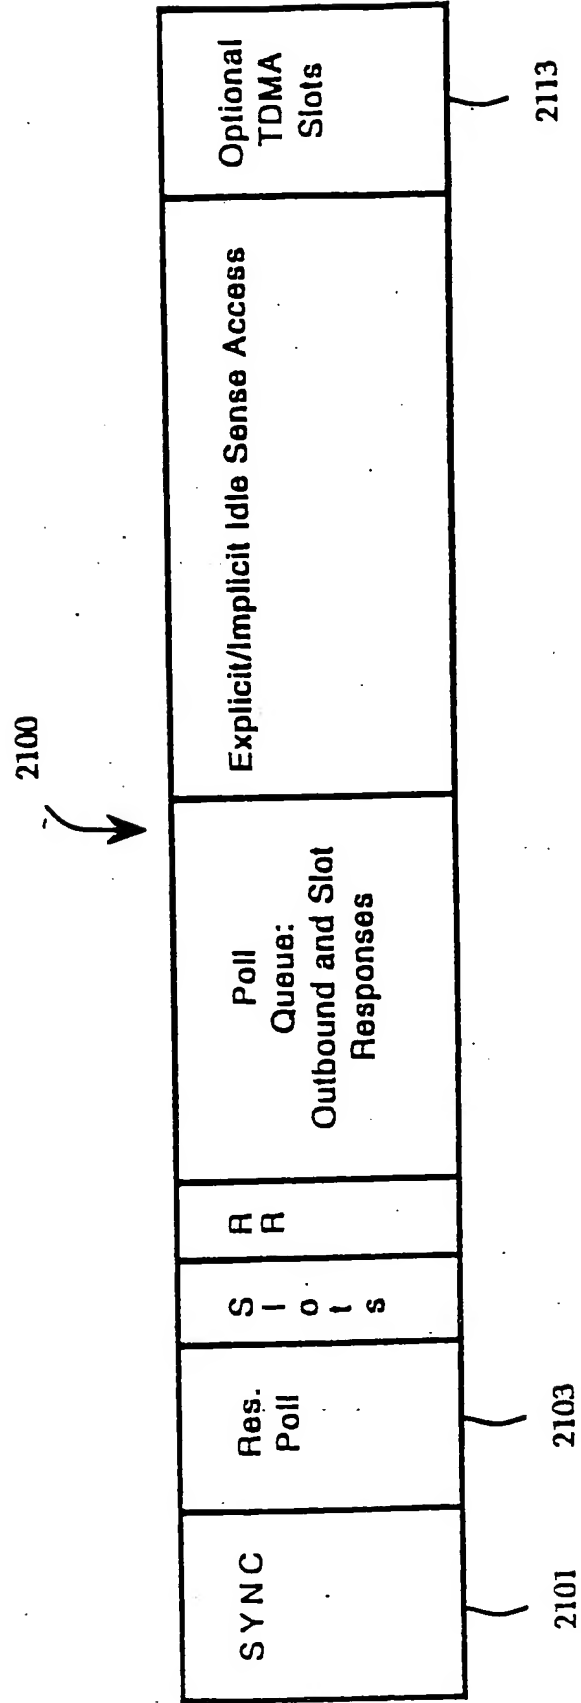 2100
SYNC
Res.
Poll
S
l
o
t
s
R
R
Poll
Queue:
Outbound and Slot
Responses
Explicit/Implicit Idle Sense Access
Optional
TDMA
Slots
2101
2103
2113